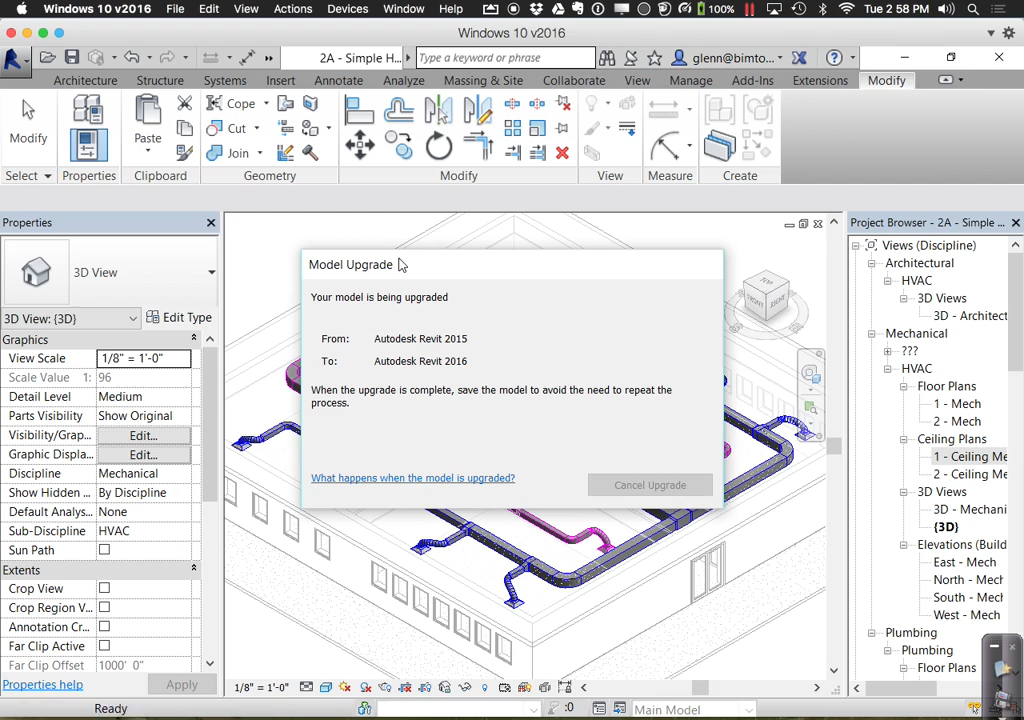 Windows 10 v2016 File Edit View Actions Devices Window Help 100% Tue 2 58 PM
Windows 10 v2016
2A - Simple H... Type a keyword or phrase glenn@bimto...
Architecture Structure Systems Insert Annotate Analyze Massing & Site Collaborate View Manage Add-Ins Extensions Modify
Modify Paste Cope
Cut
Join
Select Properties Clipboard Geometry Modify View Measure Create
Properties
3D View
3D View: {3D} Edit Type
Graphics
View Scale 1/8" = 1'-0"
Scale Value 1: 96
Detail Level Medium
Parts Visibility Show Original
Visibility/Grap... Edit...
Graphic Displa... Edit...
Discipline Mechanical
Show Hidden ... By Discipline
Default Analys... None
Sub-Discipline HVAC
Sun Path
Extents
Crop View
Crop Region V...
Annotation Cr...
Far Clip Active
Far Clip Offset 1000' 0"
Properties help Apply
FRONT RIGHT
Model Upgrade
Your model is being upgraded
From: Autodesk Revit 2015
To: Autodesk Revit 2016
When the upgrade is complete, save the model to avoid the need to repeat the
process.
What happens when the model is upgraded? Cancel Upgrade
Project Browser - 2A - Simple ...
Views (Discipline)
Architectural
HVAC
3D Views
3D - Architect
Mechanical
???
HVAC
Floor Plans
1 - Mech
2 - Mech
Ceiling Plans
1 - Ceiling Me
2 - Ceiling Me
3D Views
3D - Mechani
{3D}
Elevations (Build
East - Mech
North - Mech
South - Mech
West - Mech
Plumbing
Plumbing
Floor Plans
1/8" = 1'-0"
Ready :0 Main Model